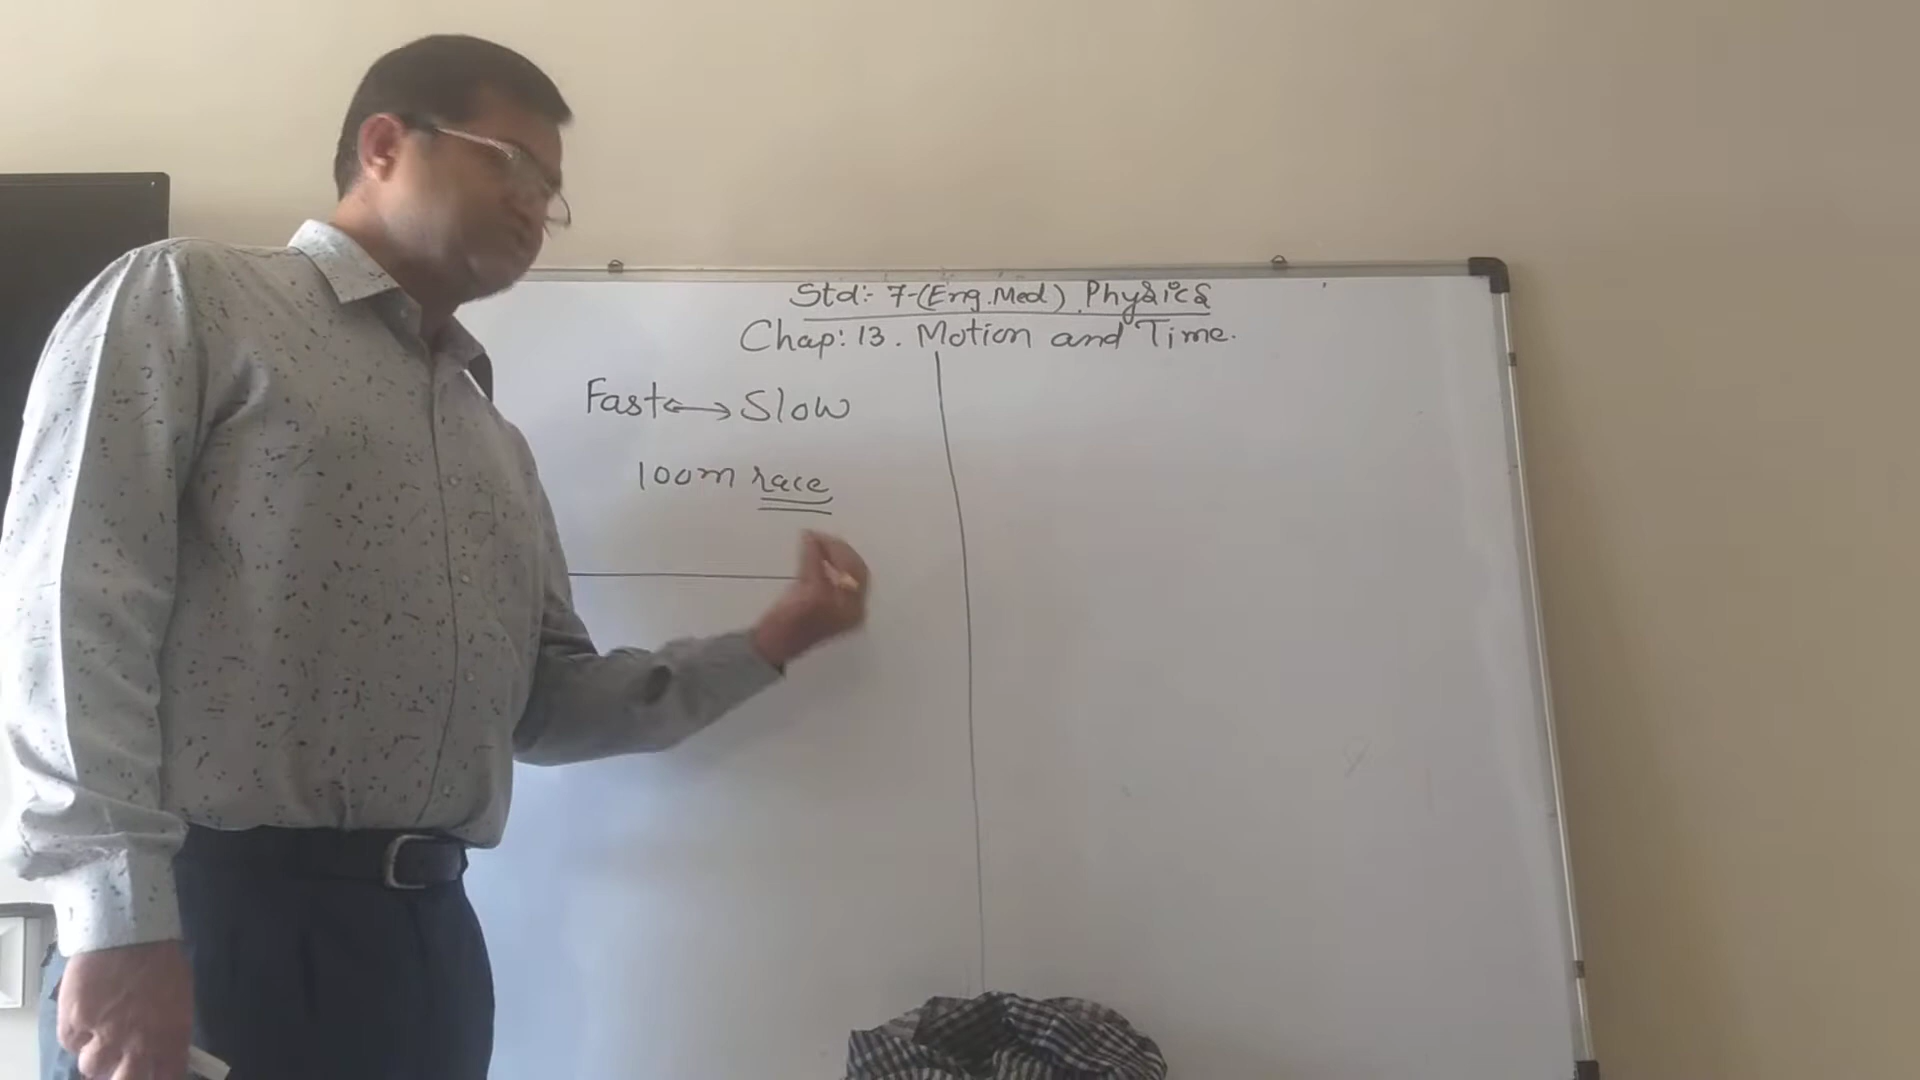 Std:- 7-(Eng.Med) Physics
Chap: 13. Motion and Time.
Fast ↔ Slow
100m race